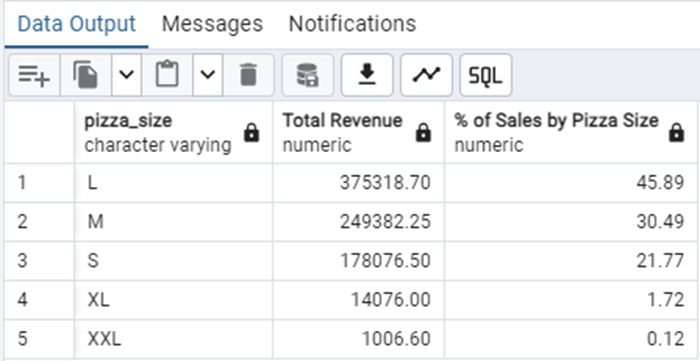 Data Output Messages Notifications
SQL
pizza_size Total Revenue % of Sales by Pizza Size
character varying numeric numeric
1 L 375318.70 45.89
2 M 249382.25 30.49
3 S 178076.50 21.77
4 XL 14076.00 1.72
5 XXL 1006.60 0.12